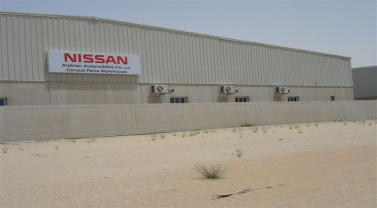 NISSAN
Arabian Automobiles Co. LLC
Central Parts Warehouse